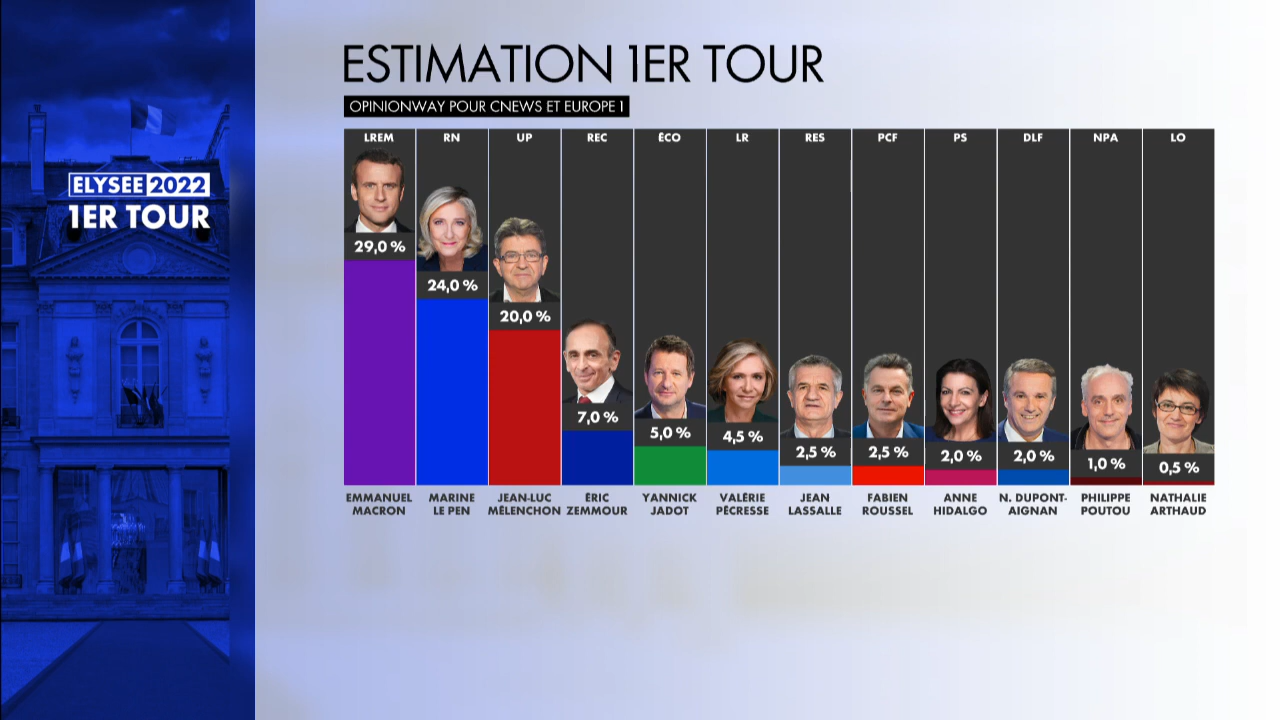 ESTIMATION 1ER TOUR
OPINIONWAY POUR CNEWS ET EUROPE 1
ELYSEE 2022
1ER TOUR
LREM RN UP REC ÉCO LR RES PCF PS DLF NPA LO
29,0 %
24,0 %
20,0 %
7,0 %
5,0 %
4,5 %
2,5 %
2,5 %
2,0 %
2,0 %
1,0 %
0,5 %
EMMANUEL
MACRON
MARINE
LE PEN
JEAN-LUC
MÉLENCHON
ÉRIC
ZEMMOUR
YANNICK
JADOT
VALÉRIE
PÉCRESSE
JEAN
LASSALLE
FABIEN
ROUSSEL
ANNE
HIDALGO
N. DUPONT-
AIGNAN
PHILIPPE
POUTOU
NATHALIE
ARTHAUD